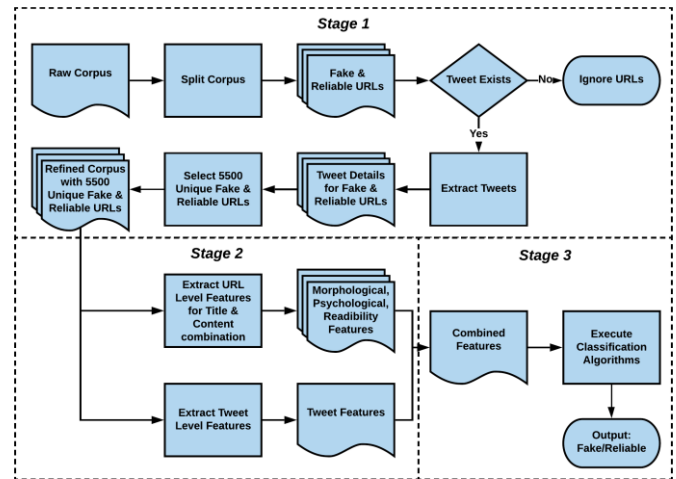 Stage 1
Raw Corpus
Split Corpus
Fake &
Reliable URLs
Tweet Exists
No
Ignore URLs
Yes
Refined Corpus
with 5500
Unique Fake &
Reliable URLs
Select 5500
Unique Fake &
Reliable URLs
Tweet Details
for Fake &
Reliable URLs
Extract Tweets
Stage 2
Extract URL
Level Features
for Title &
Content
combination
Morphological,
Psychological,
Readibility
Features
Extract Tweet
Level Features
Tweet Features
Stage 3
Combined
Features
Execute
Classification
Algorithms
Output:
Fake/Reliable